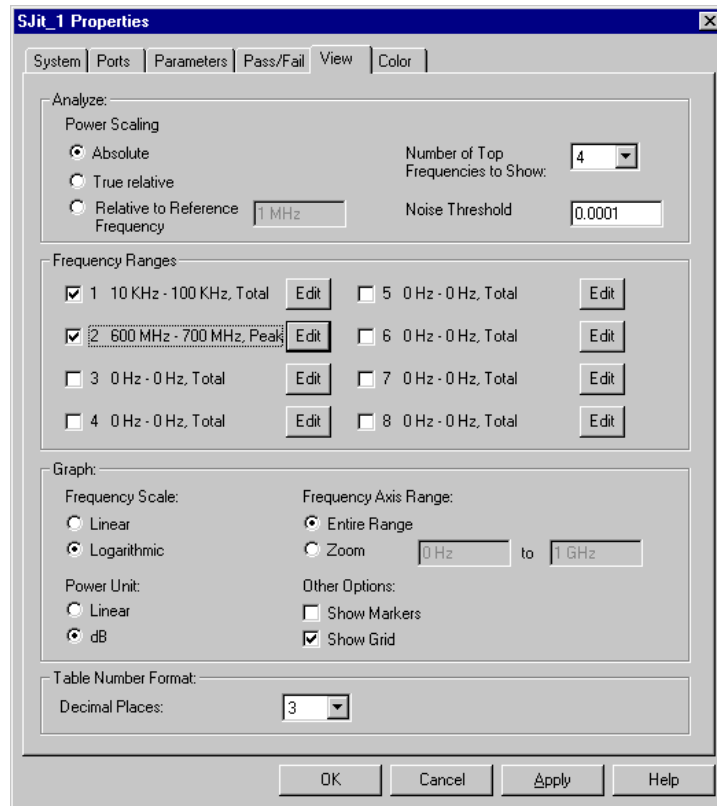 SJit_1 Properties
System Ports Parameters Pass/Fail View Color
Analyze:
Power Scaling
Absolute
True relative
Relative to Reference Frequency 1 MHz
Number of Top Frequencies to Show: 4
Noise Threshold 0.0001
Frequency Ranges
1 10 KHz - 100 KHz, Total Edit 5 0 Hz - 0 Hz, Total Edit
2 600 MHz - 700 MHz, Peak Edit 6 0 Hz - 0 Hz, Total Edit
3 0 Hz - 0 Hz, Total Edit 7 0 Hz - 0 Hz, Total Edit
4 0 Hz - 0 Hz, Total Edit 8 0 Hz - 0 Hz, Total Edit
Graph:
Frequency Scale:
Linear
Logarithmic
Frequency Axis Range:
Entire Range
Zoom 0 Hz to 1 GHz
Power Unit:
Linear
dB
Other Options:
Show Markers
Show Grid
Table Number Format:
Decimal Places: 3
OK Cancel Apply Help